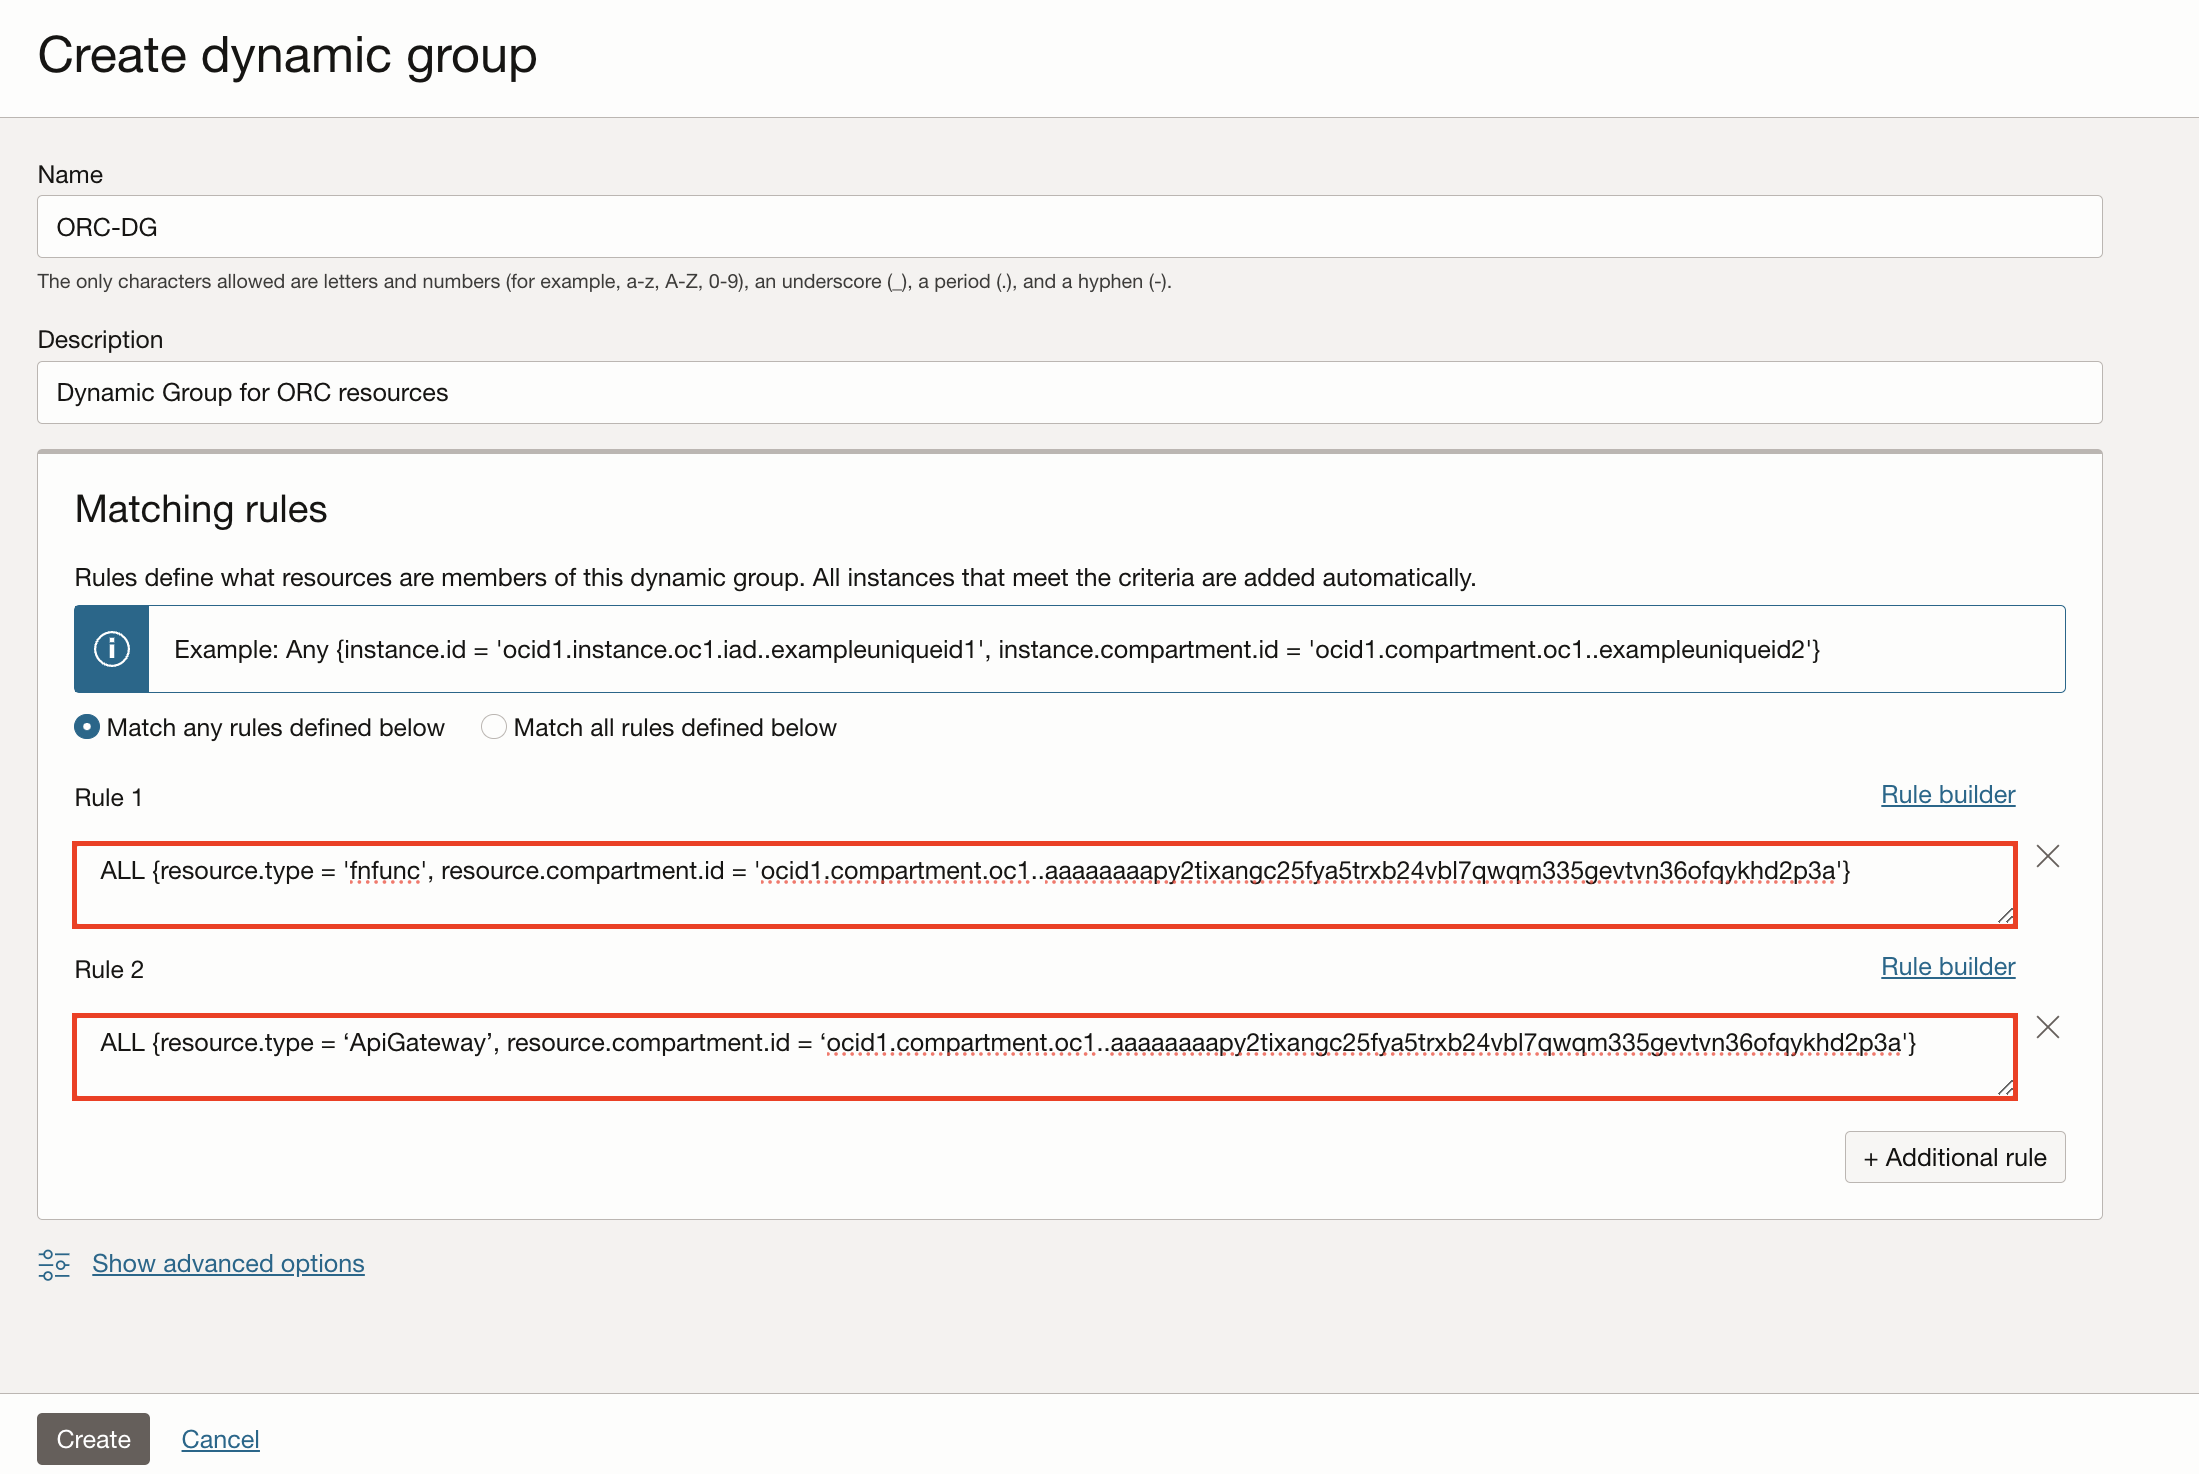 Create dynamic group
Name
ORC-DG
The only characters allowed are letters and numbers (for example, a-z, A-Z, 0-9), an underscore (_), a period (.), and a hyphen (-).
Description
Dynamic Group for ORC resources
Matching rules
Rules define what resources are members of this dynamic group. All instances that meet the criteria are added automatically.
Example: Any {instance.id = 'ocid1.instance.oc1.iad..exampleuniqueid1', instance.compartment.id = 'ocid1.compartment.oc1..exampleuniqueid2'}
Match any rules defined below Match all rules defined below
Rule 1 Rule builder
ALL {resource.type = 'fnfunc', resource.compartment.id = 'ocid1.compartment.oc1..aaaaaaaapy2tixangc25fya5trxb24vbl7qwqm335gevtvn36ofqykhd2p3a'}
Rule 2 Rule builder
ALL {resource.type = ‘ApiGateway’, resource.compartment.id = ‘ocid1.compartment.oc1..aaaaaaaapy2tixangc25fya5trxb24vbl7qwqm335gevtvn36ofqykhd2p3a'}
+ Additional rule
Show advanced options
Create Cancel